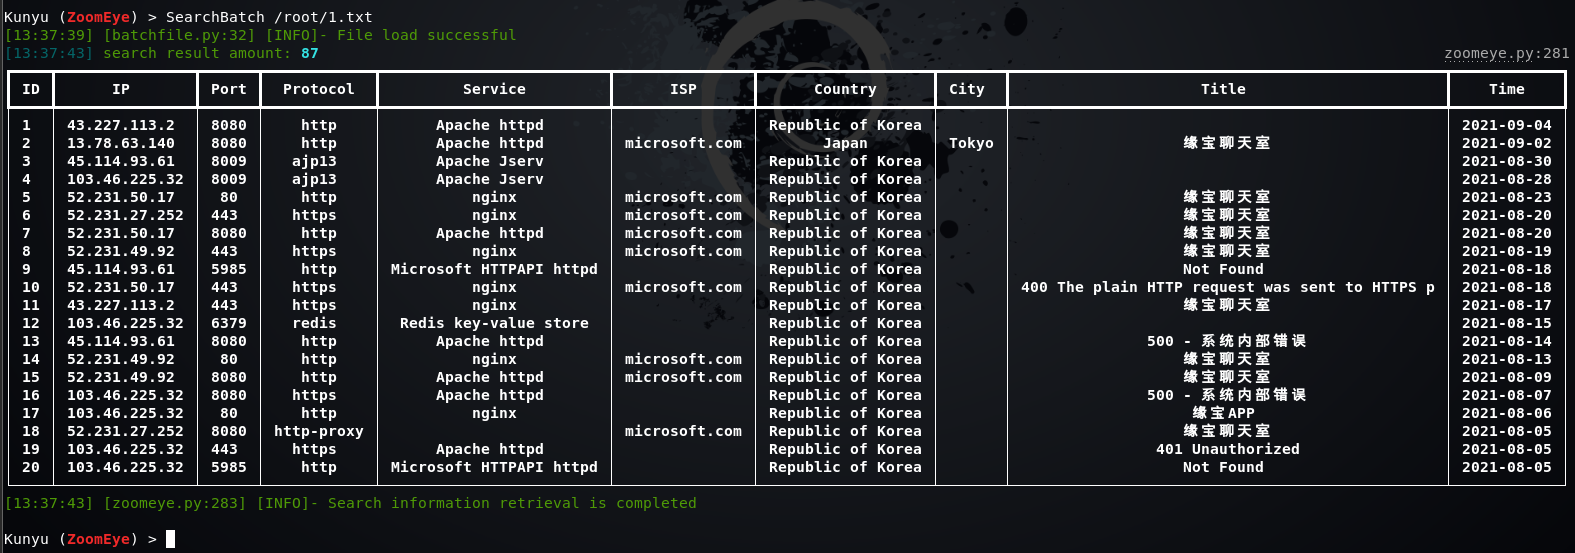 Kunyu (ZoomEye) > SearchBatch /root/1.txt
[13:37:39] [batchfile.py:32] [INFO]- File load successful
[13:37:43] search result amount: 87 zoomeye.py:281
ID IP Port Protocol Service ISP Country City Title Time
1 43.227.113.2 8080 http Apache httpd Republic of Korea 2021-09-04
2 13.78.63.140 8080 http Apache httpd microsoft.com Japan Tokyo 缘宝聊天室 2021-09-02
3 45.114.93.61 8009 ajp13 Apache Jserv Republic of Korea 2021-08-30
4 103.46.225.32 8009 ajp13 Apache Jserv Republic of Korea 2021-08-28
5 52.231.50.17 80 http nginx microsoft.com Republic of Korea 缘宝聊天室 2021-08-23
6 52.231.27.252 443 https nginx microsoft.com Republic of Korea 缘宝聊天室 2021-08-20
7 52.231.50.17 8080 http Apache httpd microsoft.com Republic of Korea 缘宝聊天室 2021-08-20
8 52.231.49.92 443 https nginx microsoft.com Republic of Korea 缘宝聊天室 2021-08-19
9 45.114.93.61 5985 http Microsoft HTTPAPI httpd Republic of Korea Not Found 2021-08-18
10 52.231.50.17 443 https nginx microsoft.com Republic of Korea 400 The plain HTTP request was sent to HTTPS p 2021-08-18
11 43.227.113.2 443 https nginx Republic of Korea 缘宝聊天室 2021-08-17
12 103.46.225.32 6379 redis Redis key-value store Republic of Korea 2021-08-15
13 45.114.93.61 8080 http Apache httpd Republic of Korea 500 - 系统内部错误 2021-08-14
14 52.231.49.92 80 http nginx microsoft.com Republic of Korea 缘宝聊天室 2021-08-13
15 52.231.49.92 8080 http Apache httpd microsoft.com Republic of Korea 缘宝聊天室 2021-08-09
16 103.46.225.32 8080 https Apache httpd Republic of Korea 500 - 系统内部错误 2021-08-07
17 103.46.225.32 80 http nginx Republic of Korea 缘宝APP 2021-08-06
18 52.231.27.252 8080 http-proxy microsoft.com Republic of Korea 缘宝聊天室 2021-08-05
19 103.46.225.32 443 https Apache httpd Republic of Korea 401 Unauthorized 2021-08-05
20 103.46.225.32 5985 http Microsoft HTTPAPI httpd Republic of Korea Not Found 2021-08-05
[13:37:43] [zoomeye.py:283] [INFO]- Search information retrieval is completed
Kunyu (ZoomEye) >